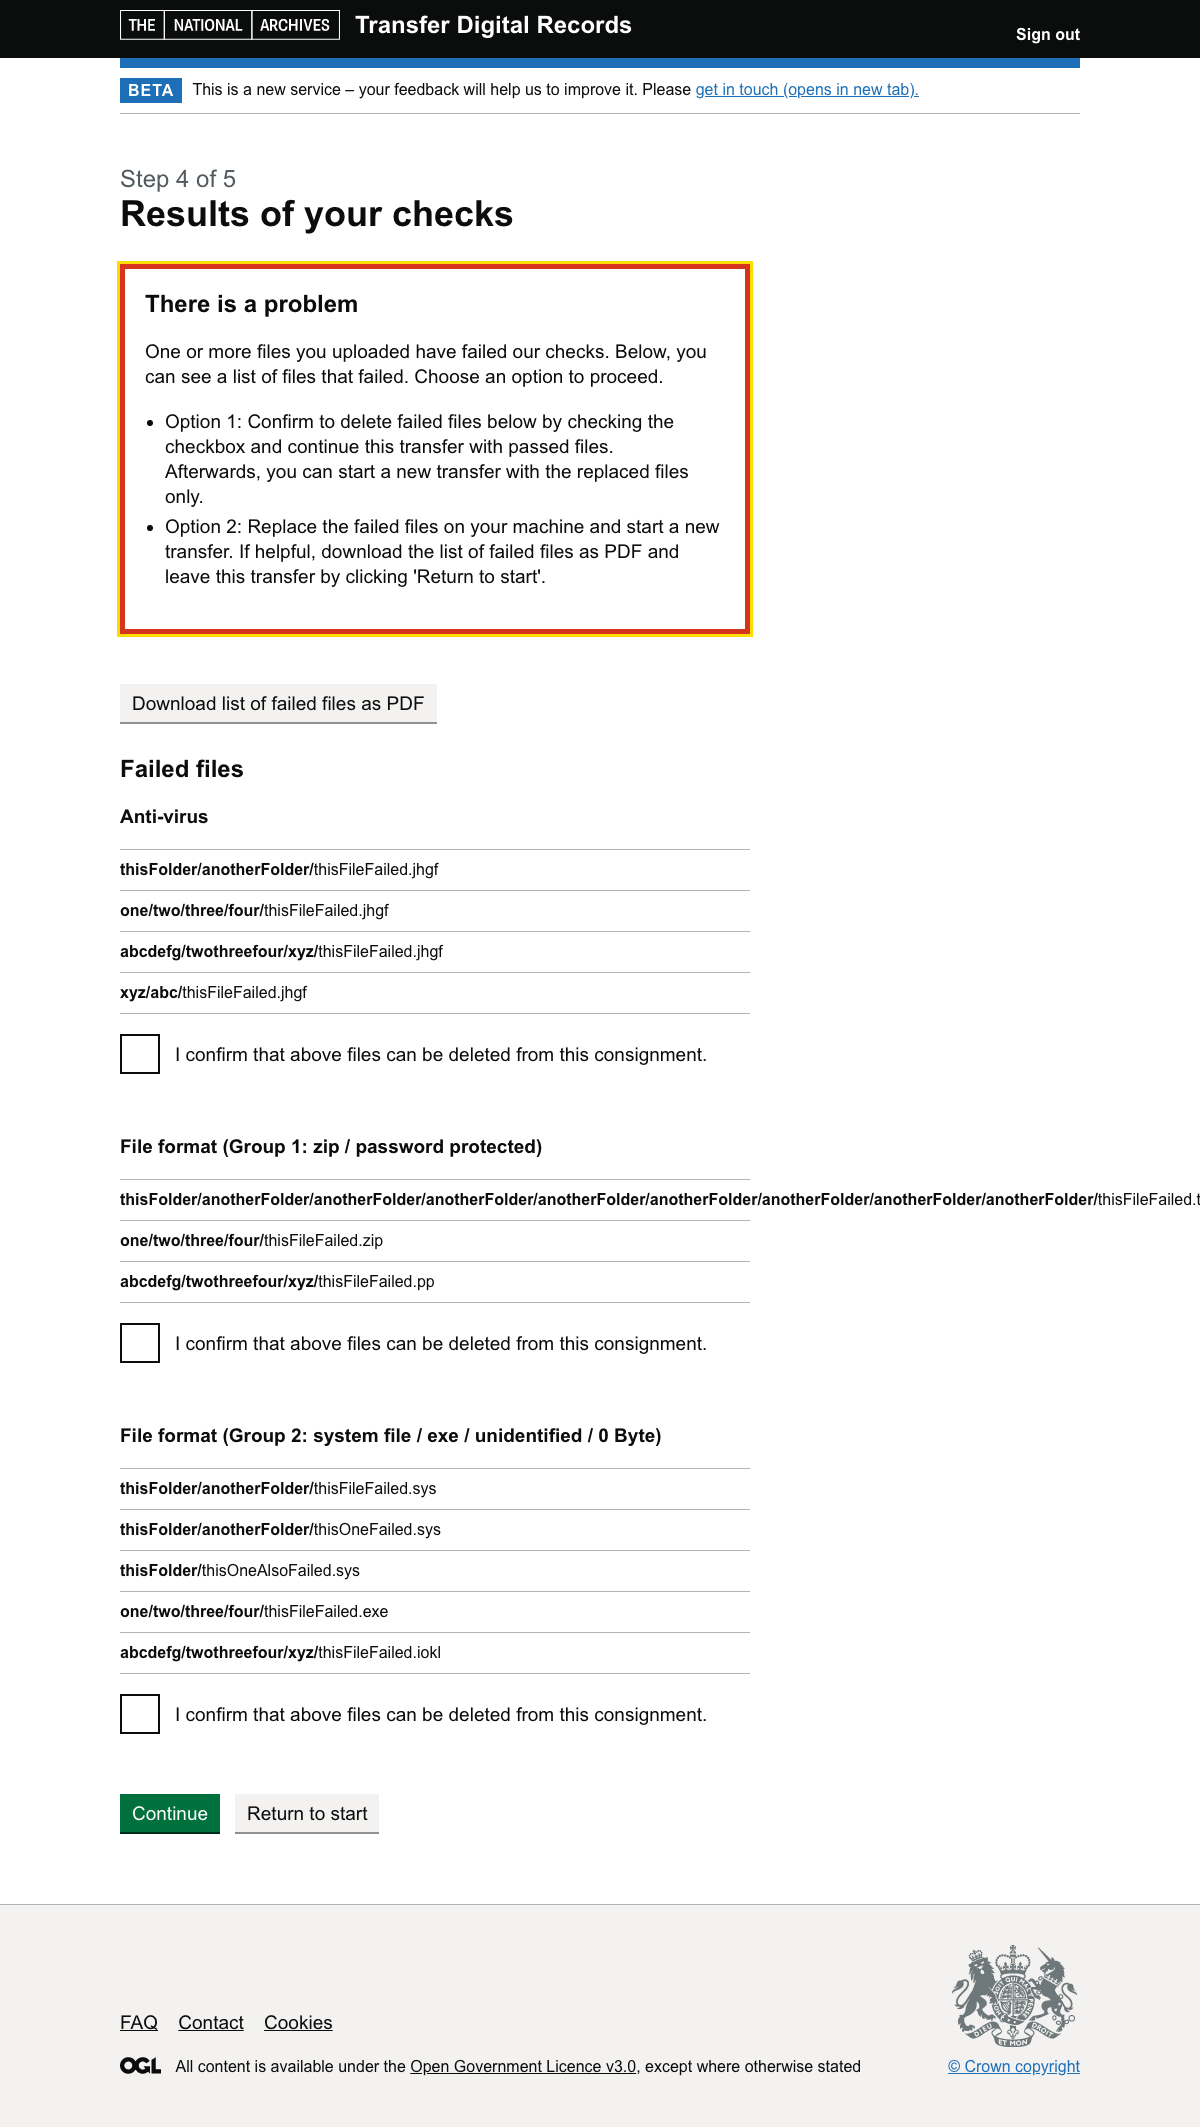 THE NATIONAL ARCHIVES Transfer Digital Records
Sign out
BETA This is a new service – your feedback will help us to improve it. Please get in touch (opens in new tab).
Step 4 of 5
Results of your checks
There is a problem
One or more files you uploaded have failed our checks. Below, you
can see a list of files that failed. Choose an option to proceed.
• Option 1: Confirm to delete failed files below by checking the
checkbox and continue this transfer with passed files.
Afterwards, you can start a new transfer with the replaced files
only.
• Option 2: Replace the failed files on your machine and start a new
transfer. If helpful, download the list of failed files as PDF and
leave this transfer by clicking 'Return to start'.
Download list of failed files as PDF
Failed files
Anti-virus
thisFolder/anotherFolder/thisFileFailed.jhgf
one/two/three/four/thisFileFailed.jhgf
abcdefg/twothreefour/xyz/thisFileFailed.jhgf
xyz/abc/thisFileFailed.jhgf
I confirm that above files can be deleted from this consignment.
File format (Group 1: zip / password protected)
thisFolder/anotherFolder/anotherFolder/anotherFolder/anotherFolder/anotherFolder/anotherFolder/anotherFolder/anotherFolder/thisFileFailed.t
one/two/three/four/thisFileFailed.zip
abcdefg/twothreefour/xyz/thisFileFailed.pp
I confirm that above files can be deleted from this consignment.
File format (Group 2: system file / exe / unidentified / 0 Byte)
thisFolder/anotherFolder/thisFileFailed.sys
thisFolder/anotherFolder/thisOneFailed.sys
thisFolder/thisOneAlsoFailed.sys
one/two/three/four/thisFileFailed.exe
abcdefg/twothreefour/xyz/thisFileFailed.iokl
I confirm that above files can be deleted from this consignment.
Continue Return to start
FAQ Contact Cookies
DIEU ET MON DROIT
OGL All content is available under the Open Government Licence v3.0, except where otherwise stated
© Crown copyright